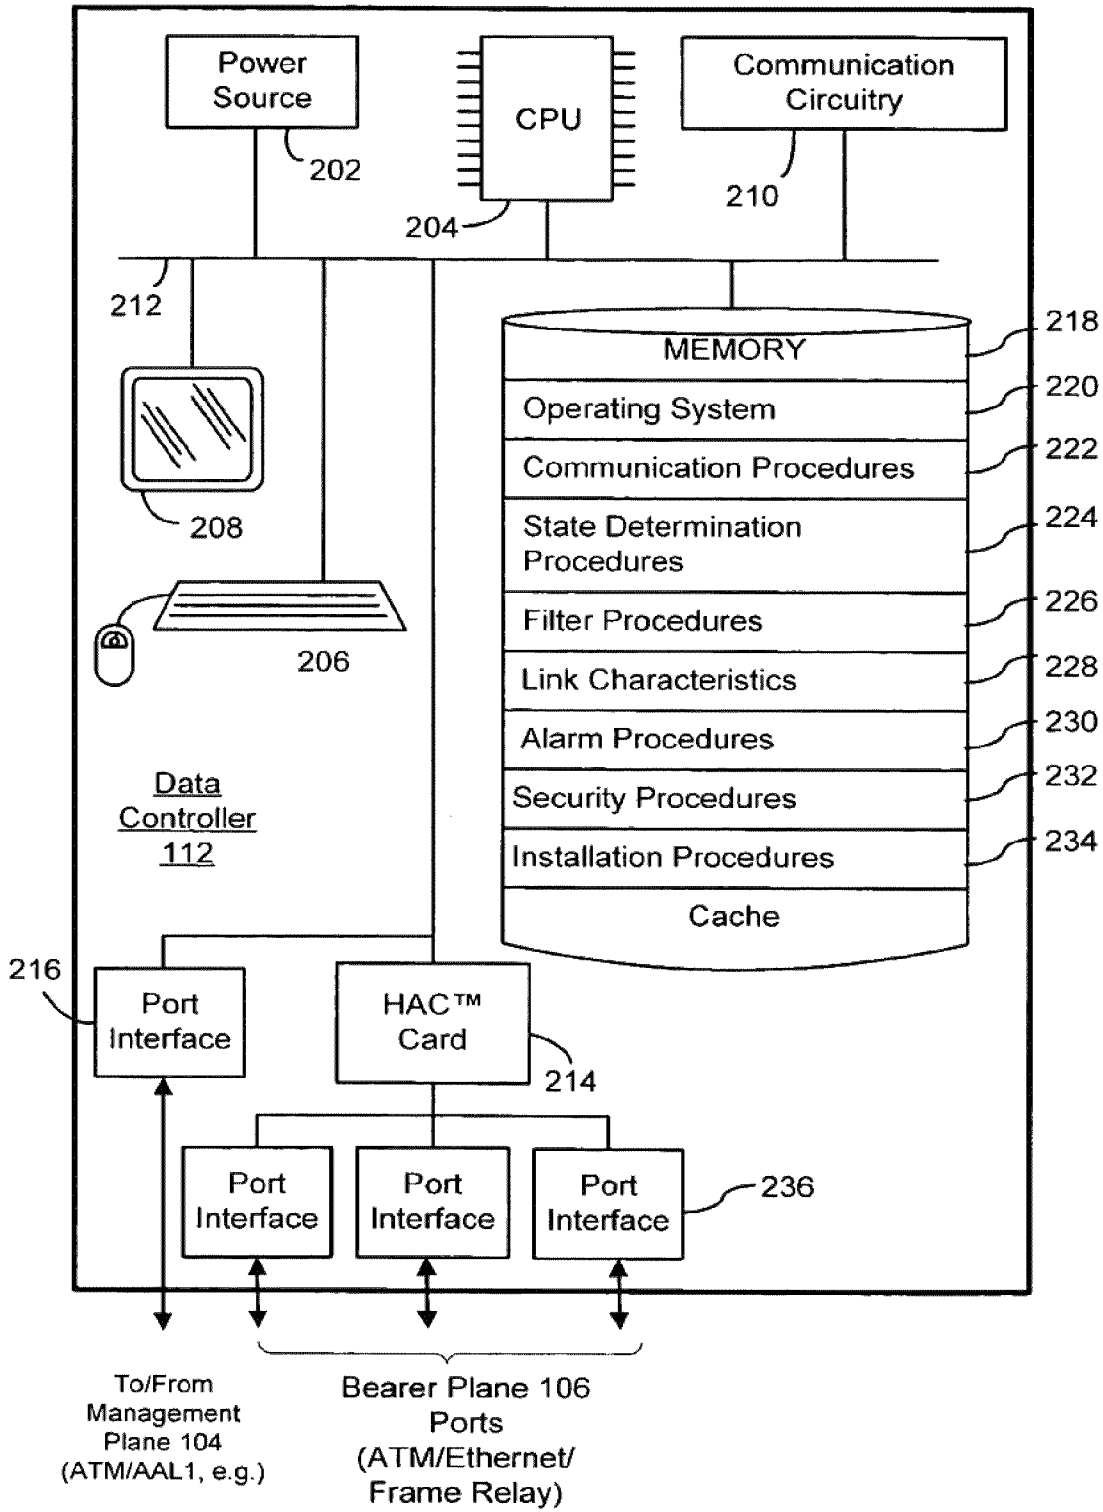 Power
Source
202
CPU
204
Communication
Circuitry
210
212
208
206
MEMORY
218
Operating System
220
Communication Procedures
222
State Determination
Procedures
224
Filter Procedures
226
Link Characteristics
228
Alarm Procedures
230
Security Procedures
232
Installation Procedures
234
Cache
Data
Controller
112
216
Port
Interface
HAC™
Card
214
Port
Interface
Port
Interface
Port
Interface
236
To/From
Management
Plane 104
(ATM/AAL1, e.g.)
Bearer Plane 106
Ports
(ATM/Ethernet/
Frame Relay)